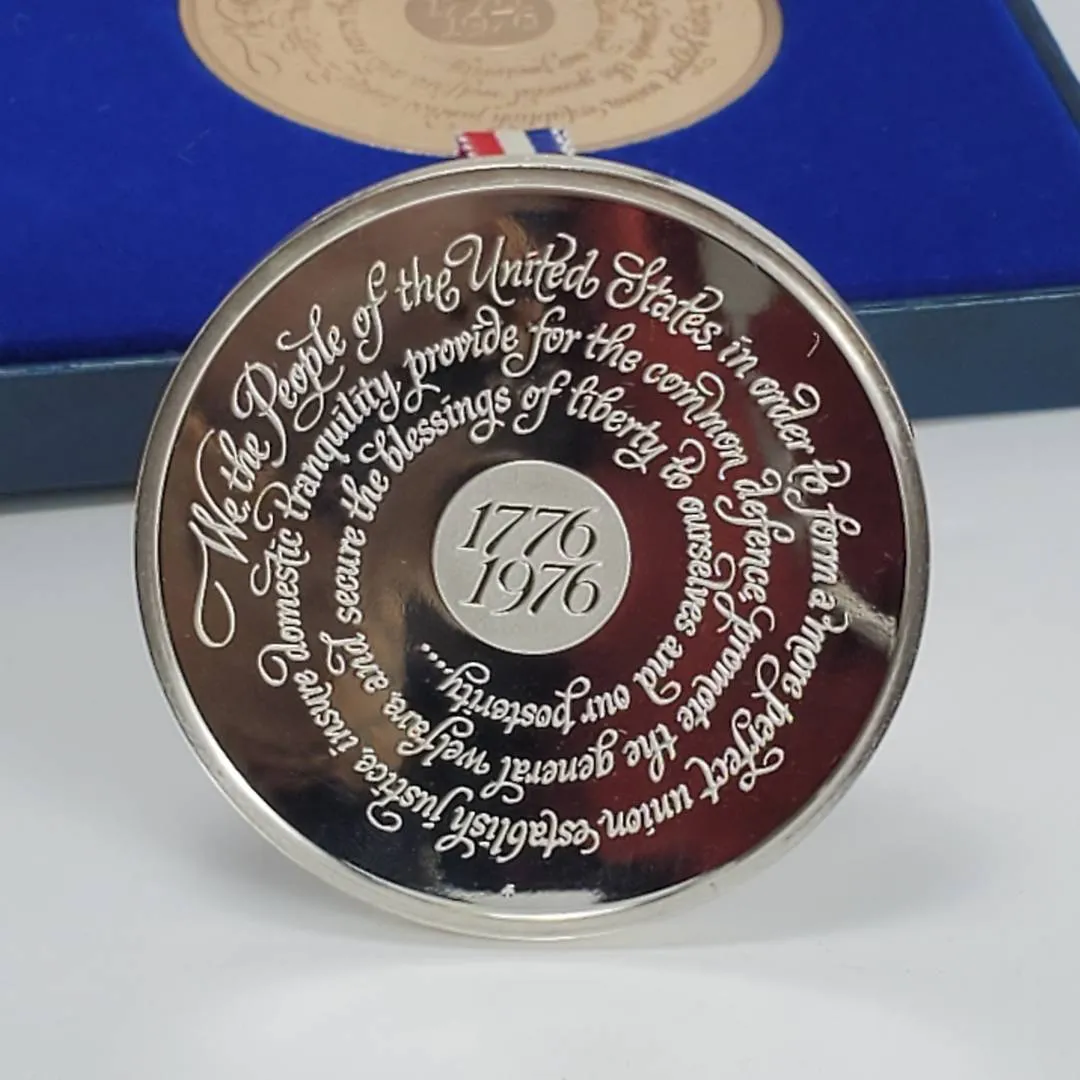 1776
1976
We the People of the United States, in order to form a more perfect union, establish justice, insure domestic tranquility, provide for the common defence, promote the general welfare, and secure the blessings of liberty to ourselves and our posterity....
1776
1976